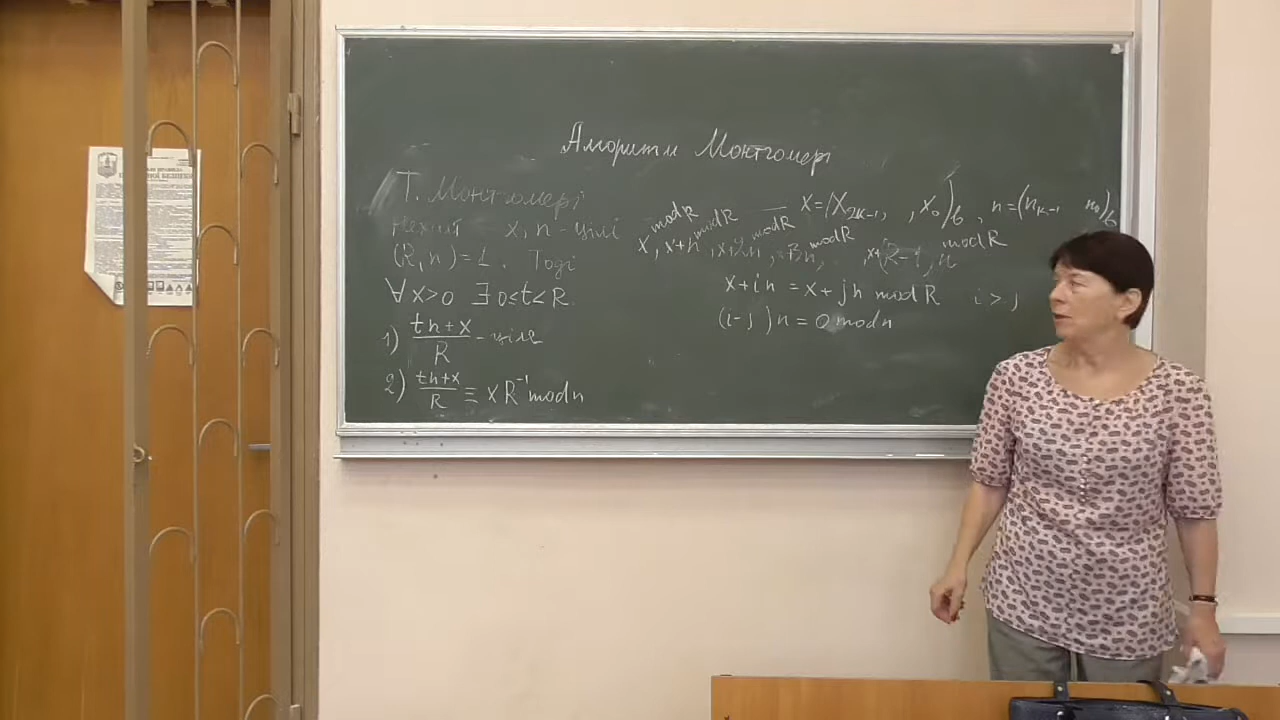 Алгоритм Монтгомері
Т. Монтгомері
Нехай x, n - цілі
(R, n) = 1. Тоді
∀ x>0 ∃ 0≤t<R
1) (tn+x)/R - ціле
2) (tn+x)/R ≡ x R⁻¹ mod n
x = (x₂ₖ₋₁, , x₀)b , n = (nₖ₋₁ n₀)b
x mod R, x+n mod R, x+2n mod R, x+3n mod R, , x+(R-1)n mod R
x+in = x+jn mod R i > j
(i-j)n = 0 mod n